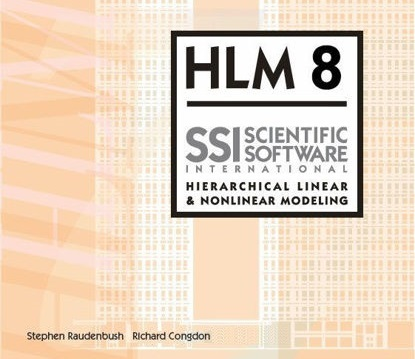 HLM 8
SSI SCIENTIFIC
SOFTWARE
INTERNATIONAL
HIERARCHICAL LINEAR
& NONLINEAR MODELING
Stephen Raudenbush Richard Congdon